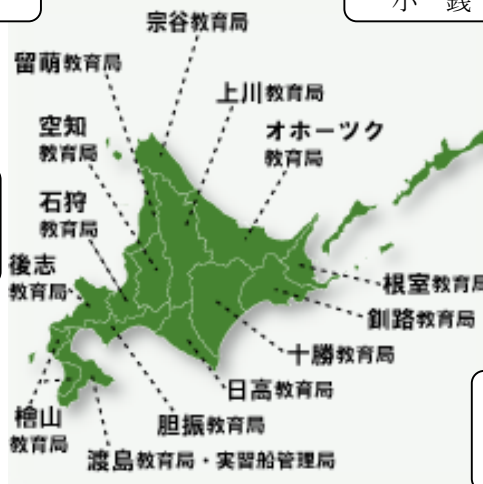 小 銭
宗谷教育局
留萌教育局
上川教育局
空知
教育局
オホーツク
教育局
石狩
教育局
後志
教育局
根室教育局
釧路教育局
十勝教育局
日高教育局
檜山
教育局
胆振教育局
渡島教育局・実習船管理局